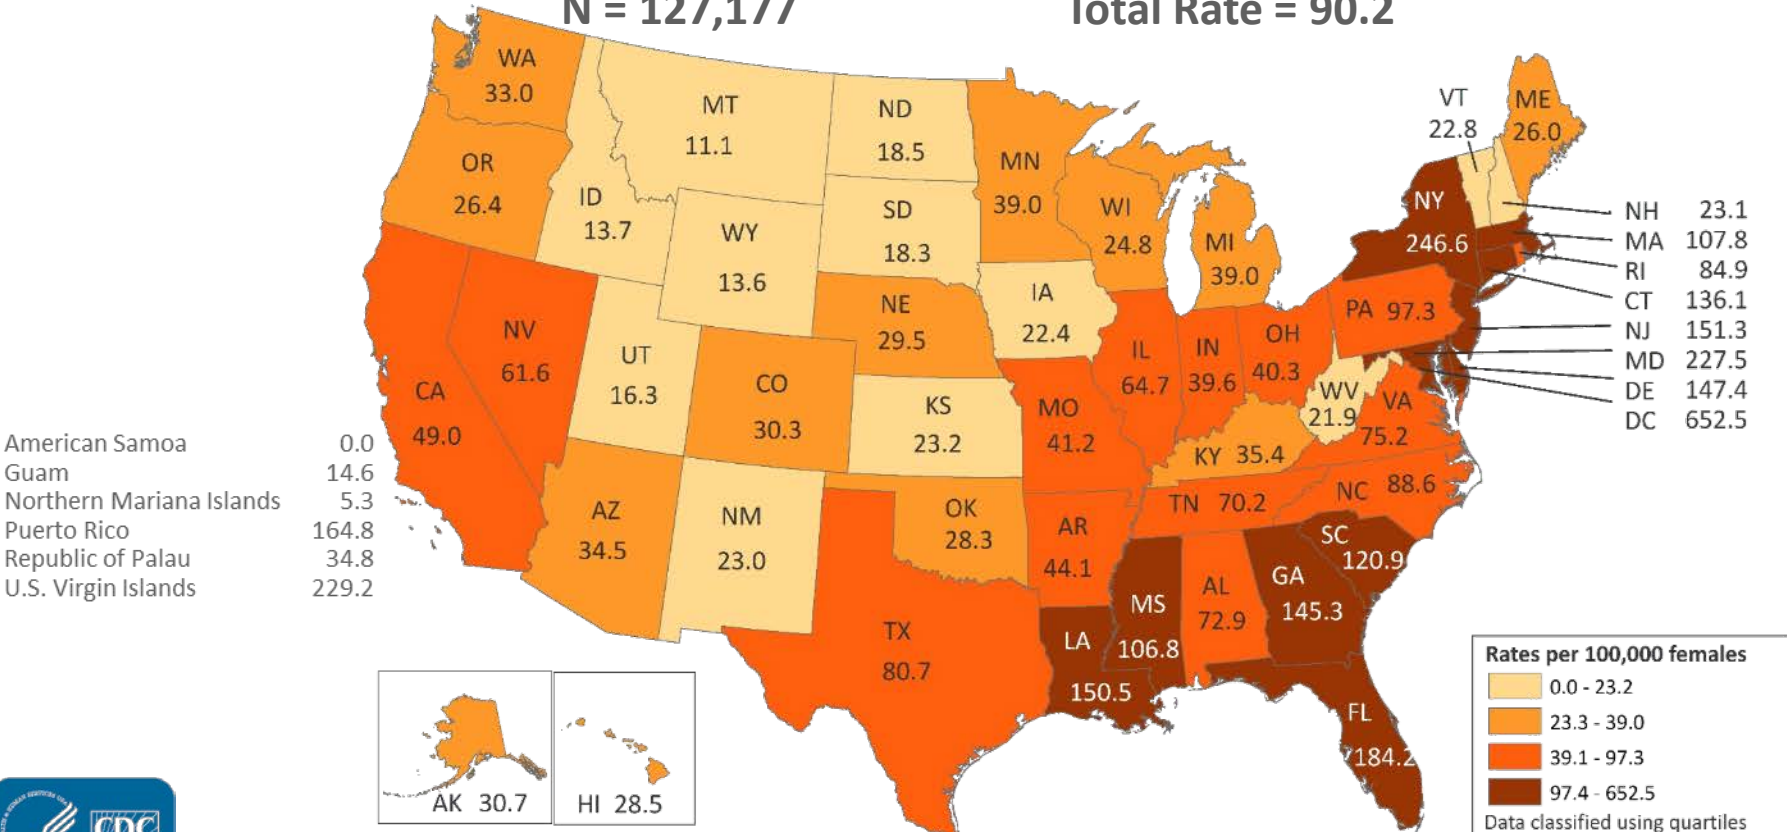 N = 127,177
Total Rate = 90.2
WA
33.0
OR
26.4
CA
49.0
NV
61.6
ID
13.7
MT
11.1
WY
13.6
UT
16.3
AZ
34.5
CO
30.3
NM
23.0
ND
18.5
SD
18.3
NE
29.5
KS
23.2
OK
28.3
TX
80.7
MN
39.0
IA
22.4
MO
41.2
AR
44.1
LA
150.5
WI
24.8
IL
64.7
MI
39.0
IN
39.6
OH
40.3
KY 35.4
TN 70.2
MS
106.8
AL
72.9
GA
145.3
FL
184.2
SC
120.9
NC 88.6
VA
75.2
WV
21.9
PA 97.3
NY
246.6
VT
22.8
ME
26.0
NH 23.1
MA 107.8
RI 84.9
CT 136.1
NJ 151.3
MD 227.5
DE 147.4
DC 652.5
American Samoa 0.0
Guam 14.6
Northern Mariana Islands 5.3
Puerto Rico 164.8
Republic of Palau 34.8
U.S. Virgin Islands 229.2
AK 30.7
HI 28.5
Rates per 100,000 females
0.0 - 23.2
23.3 - 39.0
39.1 - 97.3
97.4 - 652.5
Data classified using quartiles
CDC